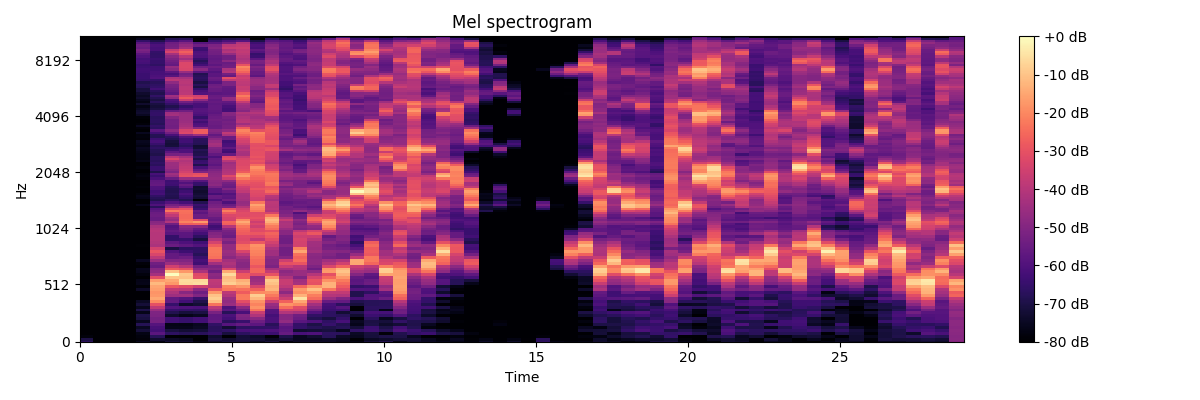 Mel spectrogram
8192
4096
2048
1024
512
0
Hz
0 5 10 15 20 25
Time
+0 dB
-10 dB
-20 dB
-30 dB
-40 dB
-50 dB
-60 dB
-70 dB
-80 dB